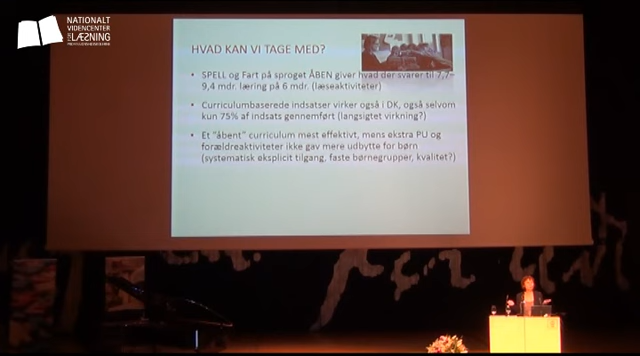 NATIONALT
VIDENCENTER
FOR LÆSNING
HVAD KAN VI TAGE MED?
• SPELL og Fart på sproget ÅBEN giver hvad der svarer til 7,7–
9,4 mdr. læring på 6 mdr. (læseaktiviteter)
• Curriculumbaserede indsatser virker også i DK, også selvom
kun 75% af indsats gennemført (langsigtet virkning?)
• Et "åbent" curriculum mest effektivt, mens ekstra PU og
forældreaktiviteter ikke gav mere udbytte for børn
(systematisk eksplicit tilgang, faste børnegrupper, kvalitet?)